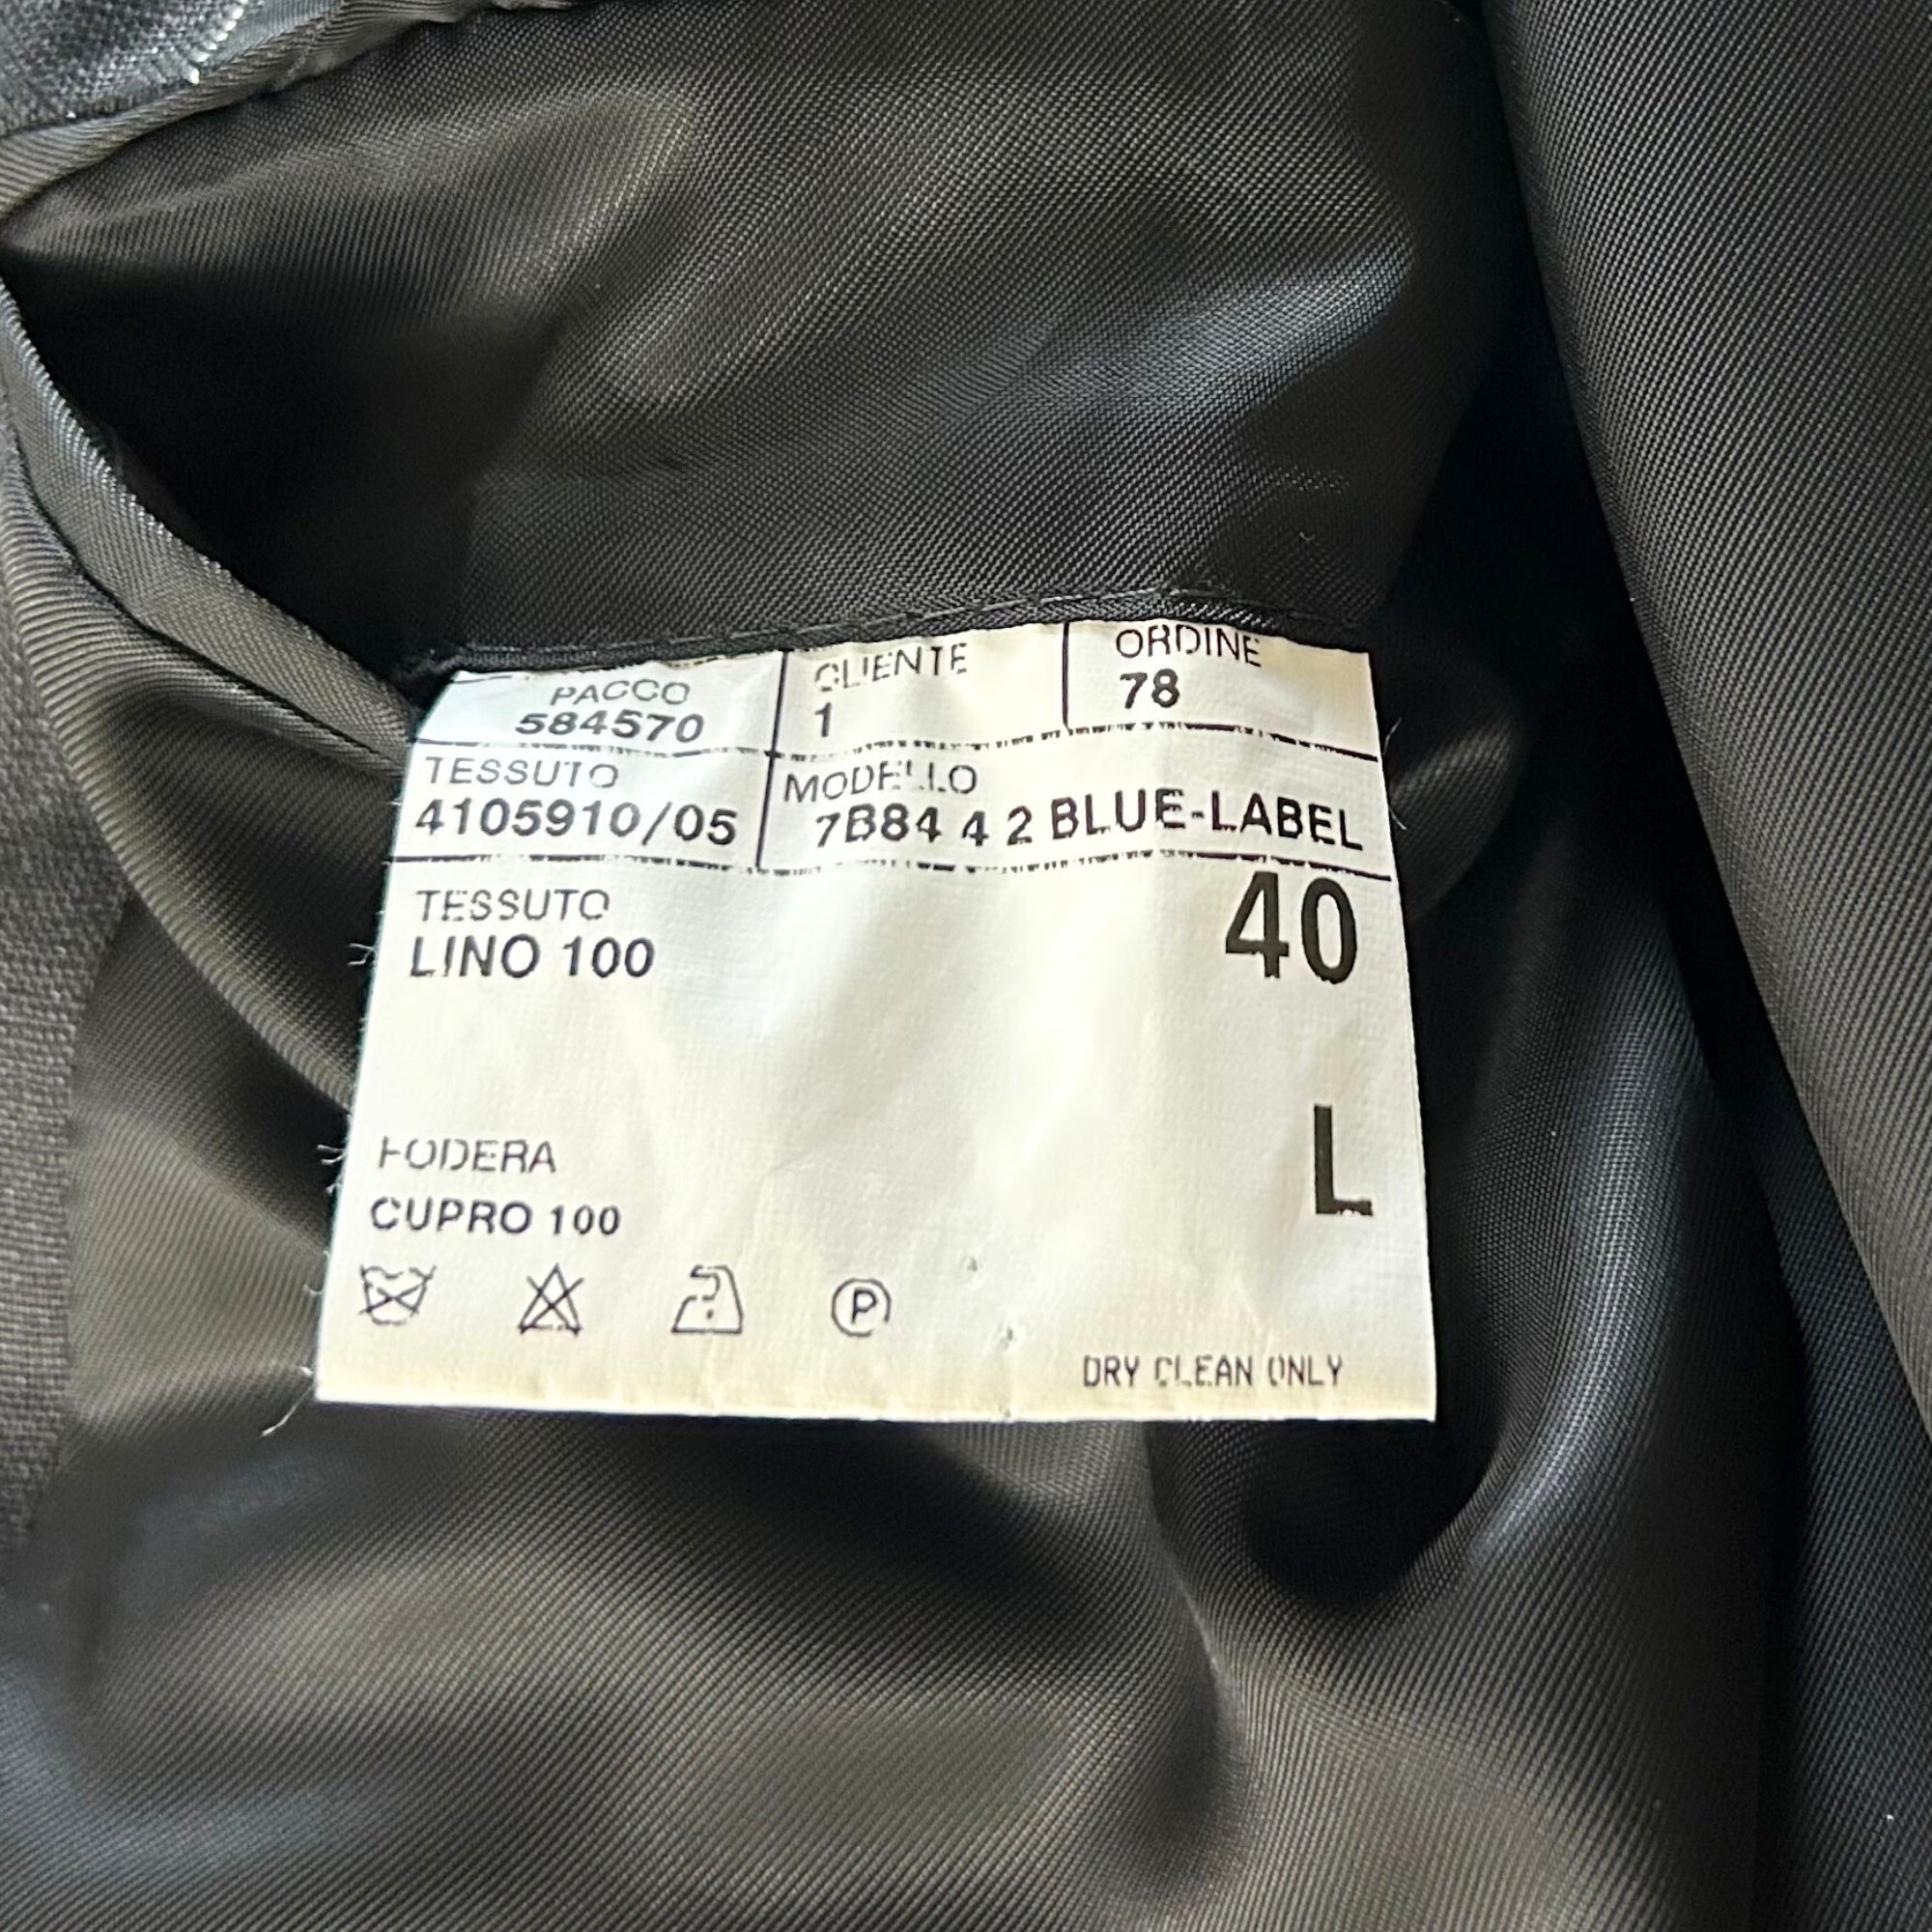 PACCO CLIENTE ORDINE
584570 1 78
TESSUTO MODELLO
4105910/05 7B84 4 2 BLUE-LABEL
TESSUTO 40
LINO 100
FODERA L
CUPRO 100
P
DRY CLEAN ONLY